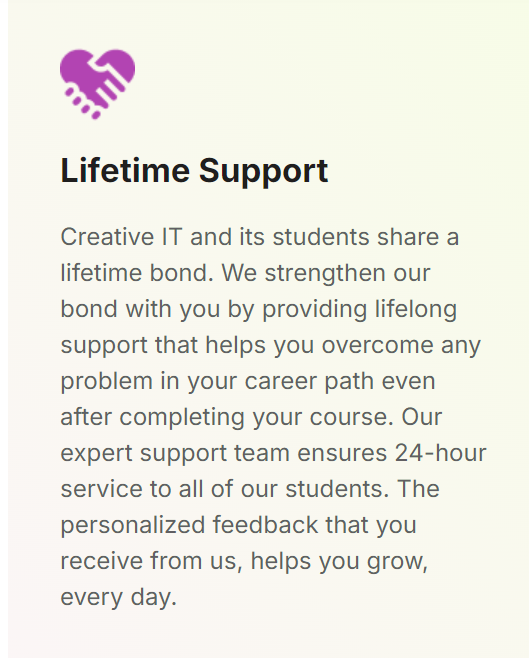 Lifetime Support
Creative IT and its students share a
lifetime bond. We strengthen our
bond with you by providing lifelong
support that helps you overcome any
problem in your career path even
after completing your course. Our
expert support team ensures 24-hour
service to all of our students. The
personalized feedback that you
receive from us, helps you grow,
every day.